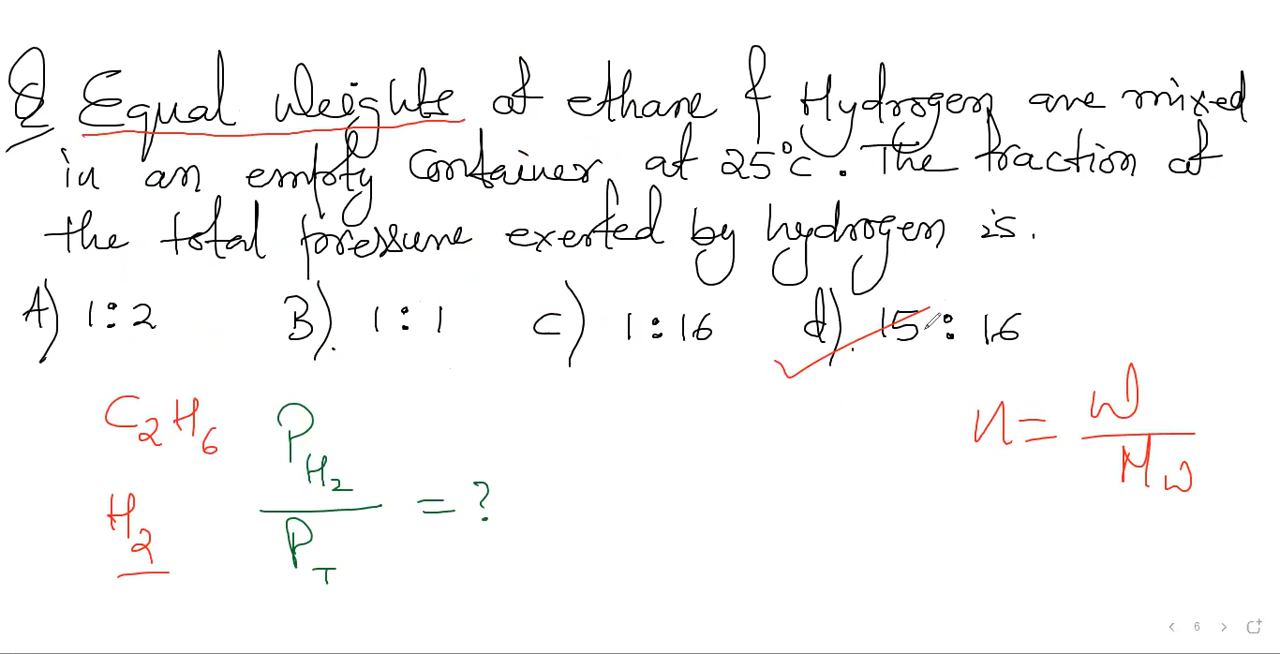 Q Equal weights of ethane & Hydrogen are mixed
in an empty container, at 25°c. The fraction of
the total pressure exerted by hydrogen is.
A) 1:2 B). 1:1 C) 1:16 d). 15:16
C2H6 PH2 / PT = ? n = W / Mw
H2
6